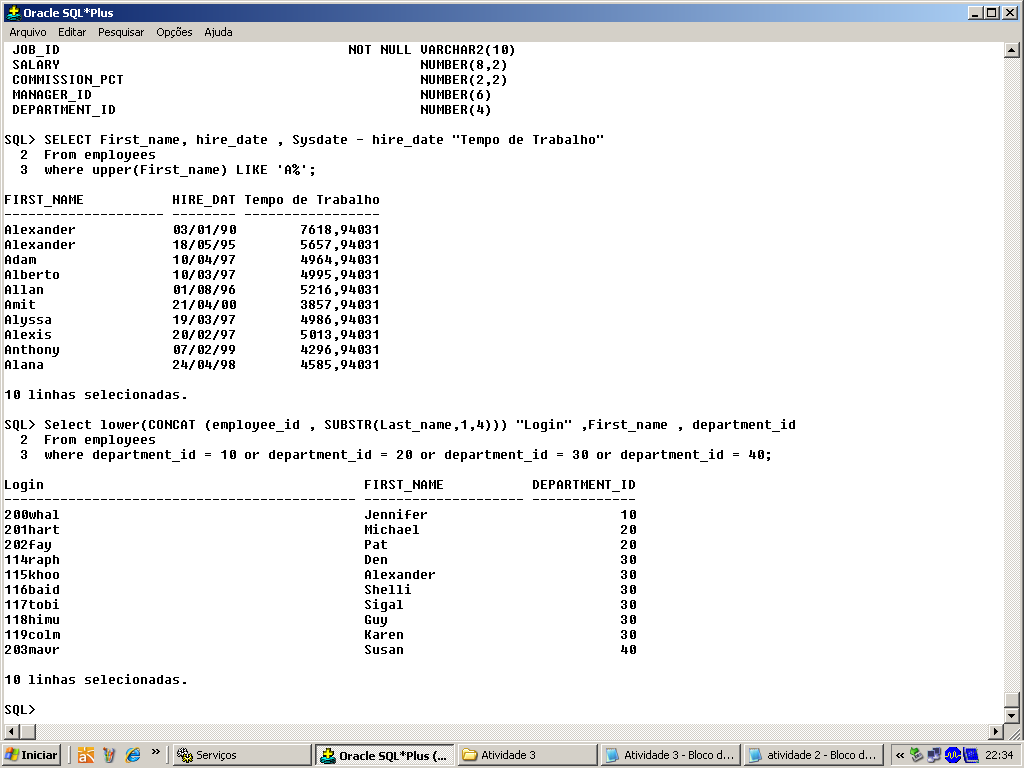 Oracle SQL*Plus
Arquivo Editar Pesquisar Opções Ajuda
JOB_ID NOT NULL VARCHAR2(10)
SALARY NUMBER(8,2)
COMMISSION_PCT NUMBER(2,2)
MANAGER_ID NUMBER(6)
DEPARTMENT_ID NUMBER(4)
SQL> SELECT First_name, hire_date , Sysdate - hire_date "Tempo de Trabalho"
2 From employees
3 where upper(First_name) LIKE 'A%';
FIRST_NAME HIRE_DAT Tempo de Trabalho
-------------------- -------- -----------------
Alexander 03/01/90 7618,94031
Alexander 18/05/95 5657,94031
Adam 10/04/97 4964,94031
Alberto 10/03/97 4995,94031
Allan 01/08/96 5216,94031
Amit 21/04/00 3857,94031
Alyssa 19/03/97 4986,94031
Alexis 20/02/97 5013,94031
Anthony 07/02/99 4296,94031
Alana 24/04/98 4585,94031
10 linhas selecionadas.
SQL> Select lower(CONCAT (employee_id , SUBSTR(Last_name,1,4))) "Login" ,First_name , department_id
2 From employees
3 where department_id = 10 or department_id = 20 or department_id = 30 or department_id = 40;
Login FIRST_NAME DEPARTMENT_ID
-------------------------------------------- -------------------- -------------
200whal Jennifer 10
201hart Michael 20
202fay Pat 20
114raph Den 30
115khoo Alexander 30
116baid Shelli 30
117tobi Sigal 30
118himu Guy 30
119colm Karen 30
203mavr Susan 40
10 linhas selecionadas.
SQL>
Iniciar » Serviços Oracle SQL*Plus (... Atividade 3 Atividade 3 - Bloco d... atividade 2 - Bloco d... « 22:34